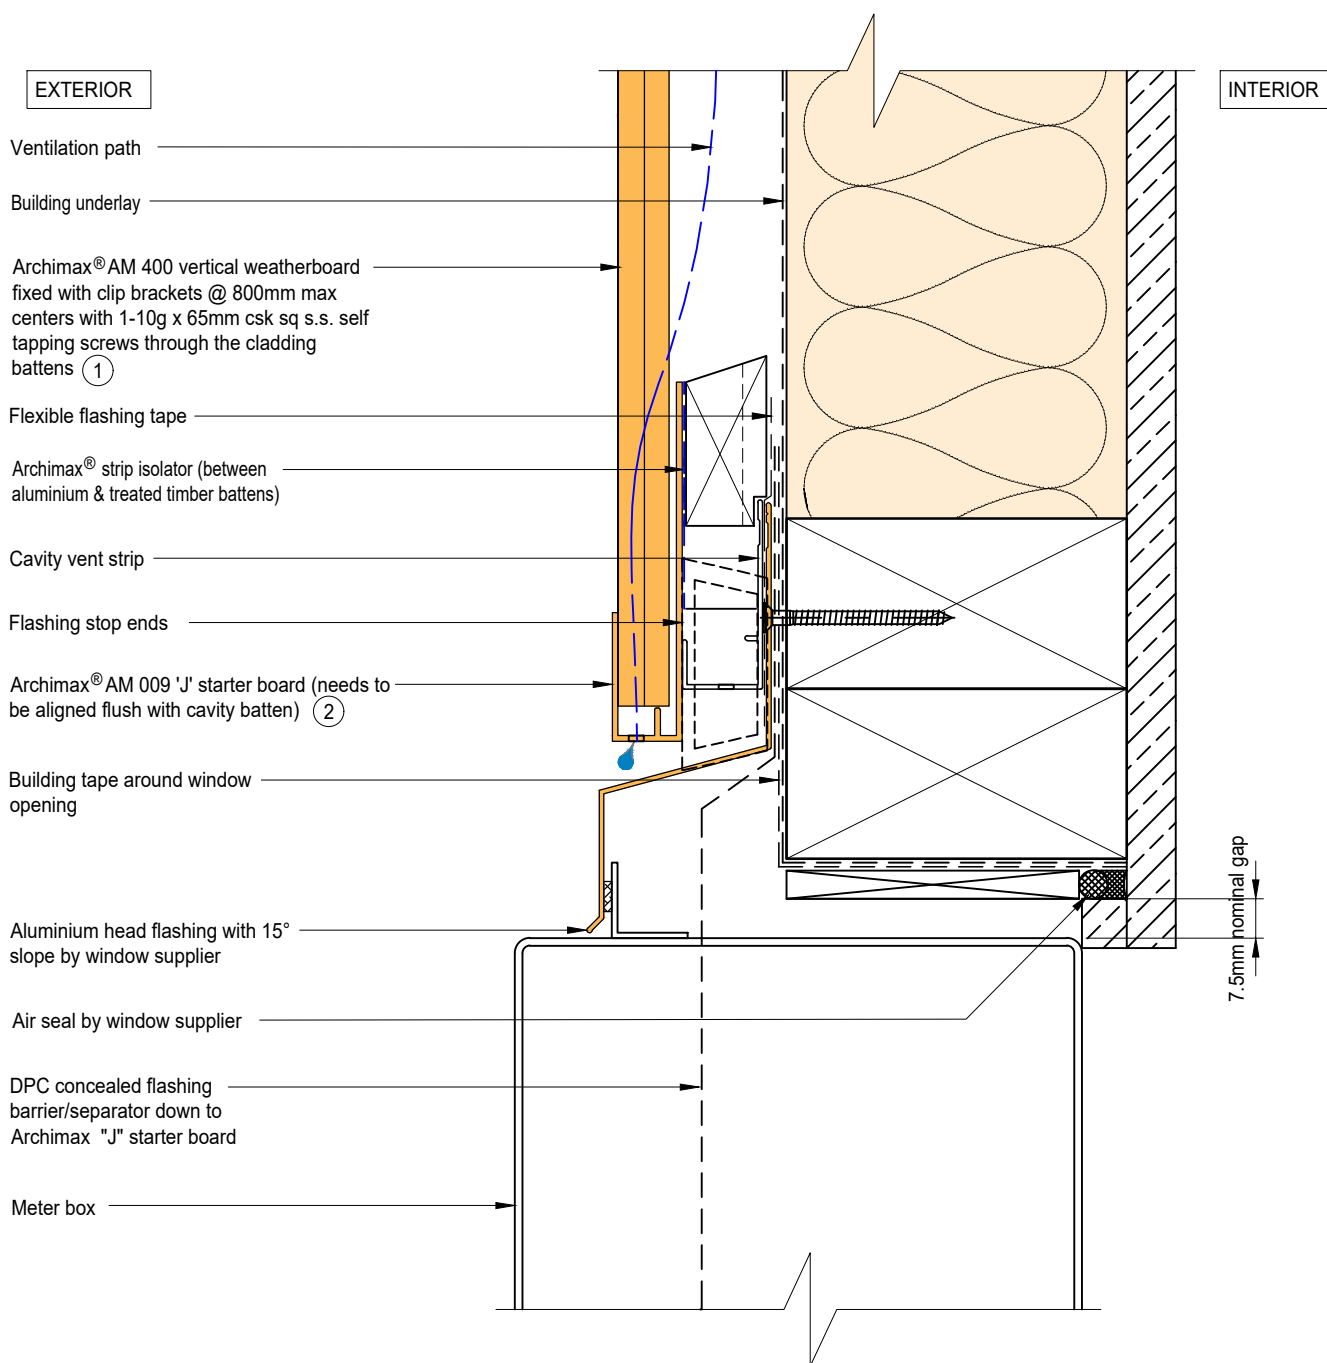 EXTERIOR
INTERIOR
Ventilation path
Building underlay
Archimax® AM 400 vertical weatherboard
fixed with clip brackets @ 800mm max
centers with 1-10g x 65mm csk sq s.s. self
tapping screws through the cladding
battens 1
Flexible flashing tape
Archimax® strip isolator (between
aluminium & treated timber battens)
Cavity vent strip
Flashing stop ends
Archimax® AM 009 'J' starter board (needs to
be aligned flush with cavity batten) 2
Building tape around window
opening
7.5mm nominal gap
Aluminium head flashing with 15°
slope by window supplier
Air seal by window supplier
DPC concealed flashing
barrier/separator down to
Archimax "J" starter board
Meter box